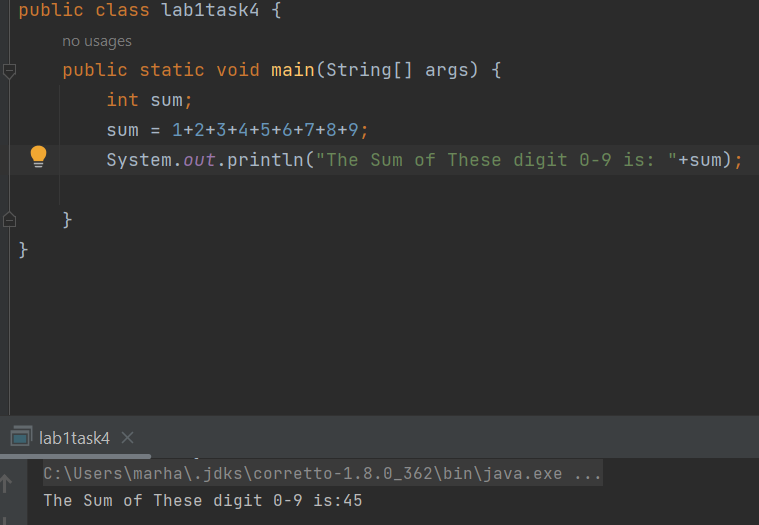 public class lab1task4 {
no usages
public static void main(String[] args) {
int sum;
sum = 1+2+3+4+5+6+7+8+9;
System.out.println("The Sum of These digit 0-9 is: "+sum);
}
}
lab1task4
C:\Users\marha\.jdks\corretto-1.8.0_362\bin\java.exe ...
The Sum of These digit 0-9 is:45